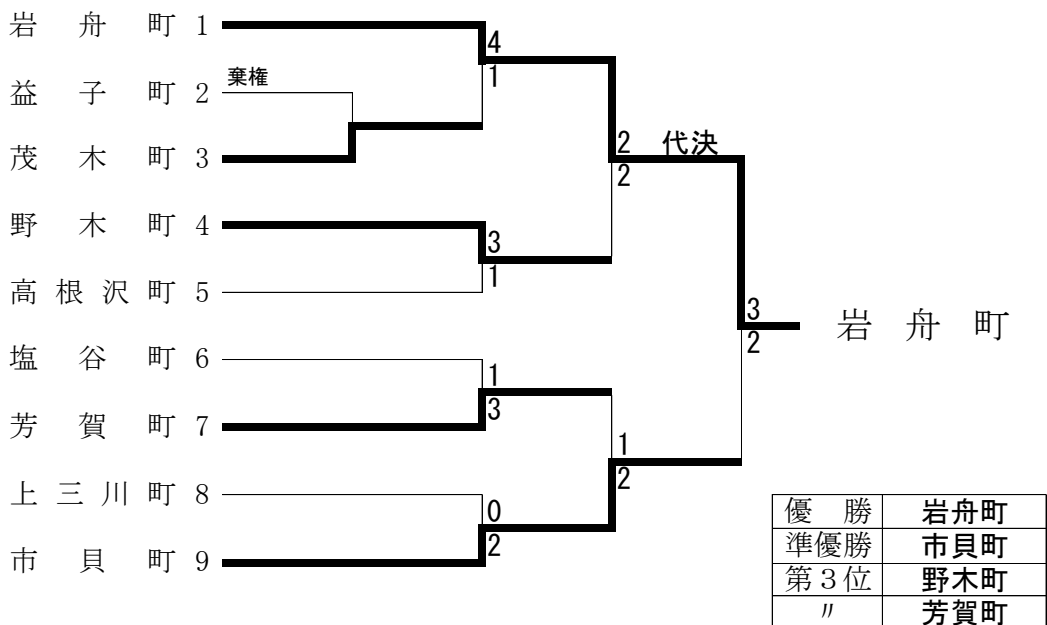 岩舟町 1
4
棄権
1
益子町 2
茂木町 3
2 代決
2
野木町 4
3
1
高根沢町 5
3
岩舟町
2
塩谷町 6
1
3
芳賀町 7
1
2
上三川町 8
0
2
市貝町 9
優勝 岩舟町
準優勝 市貝町
第３位 野木町
〃 芳賀町